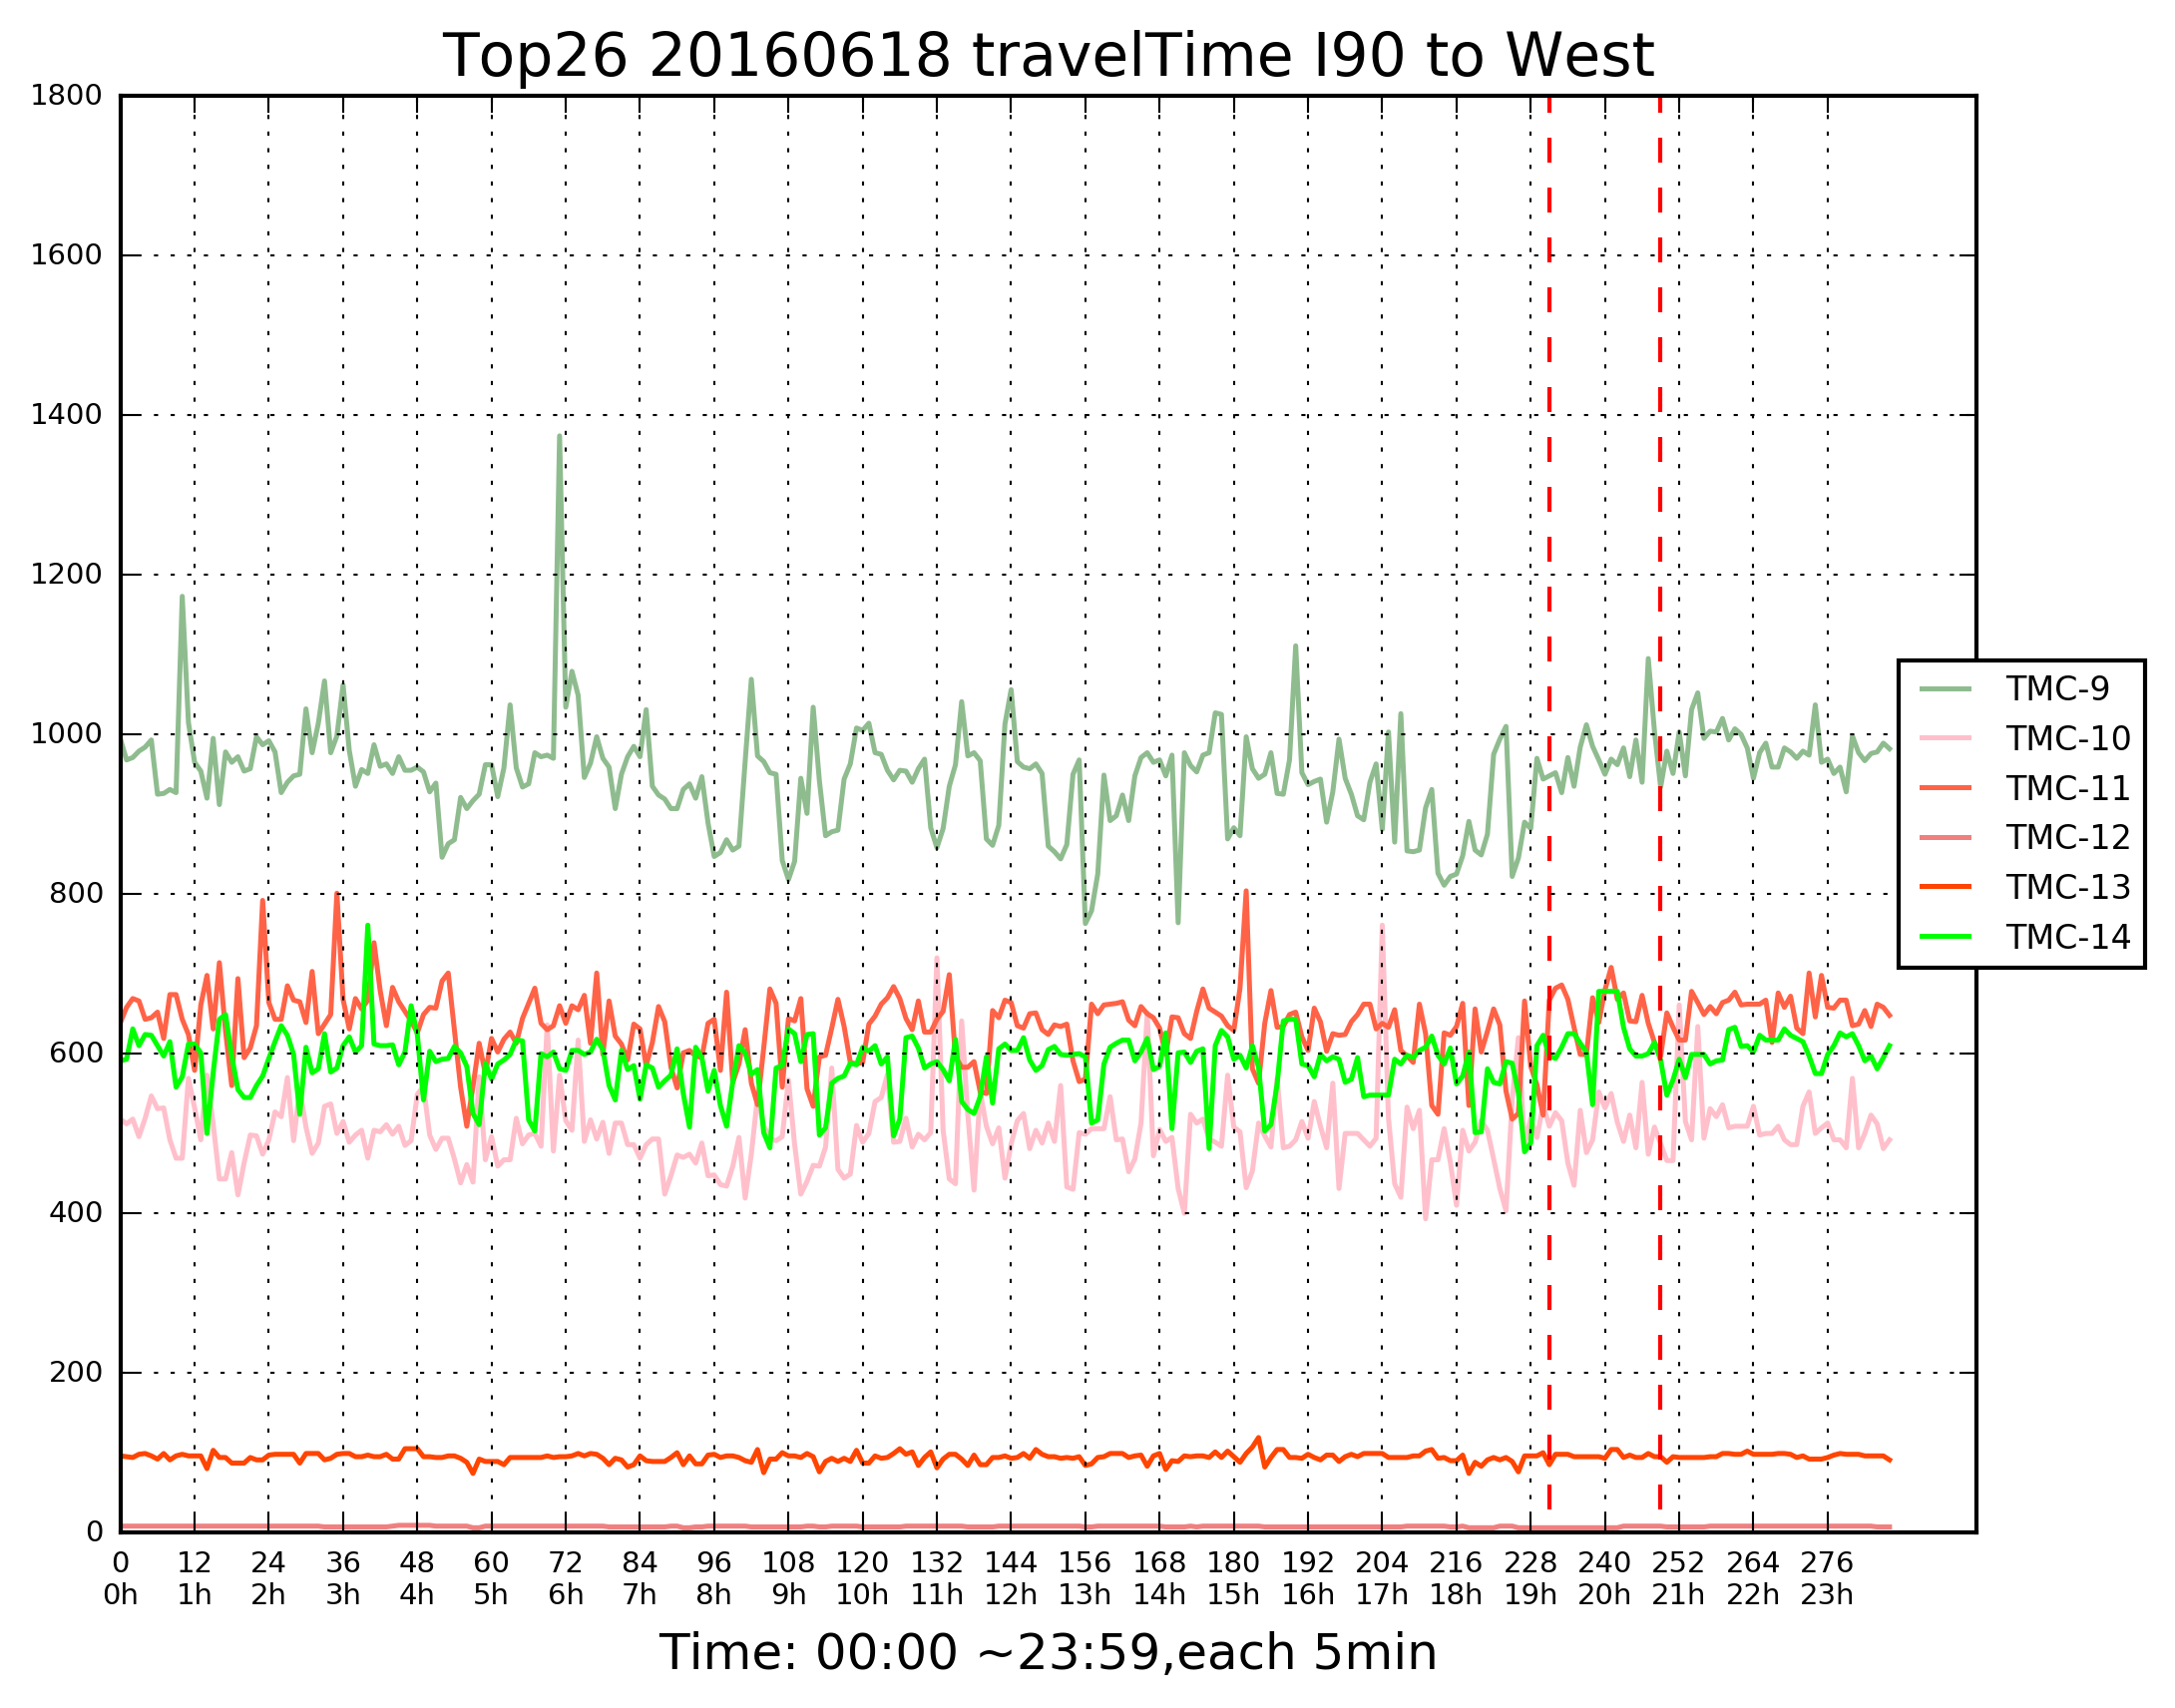 Top26 20160618 travelTime I90 to West
1800
1600
1400
1200
1000
800
600
400
200
0
TMC-9
TMC-10
TMC-11
TMC-12
TMC-13
TMC-14
0 12 24 36 48 60 72 84 96 108 120 132 144 156 168 180 192 204 216 228 240 252 264 276
0h 1h 2h 3h 4h 5h 6h 7h 8h 9h 10h 11h 12h 13h 14h 15h 16h 17h 18h 19h 20h 21h 22h 23h
Time: 00:00 ~23:59,each 5min